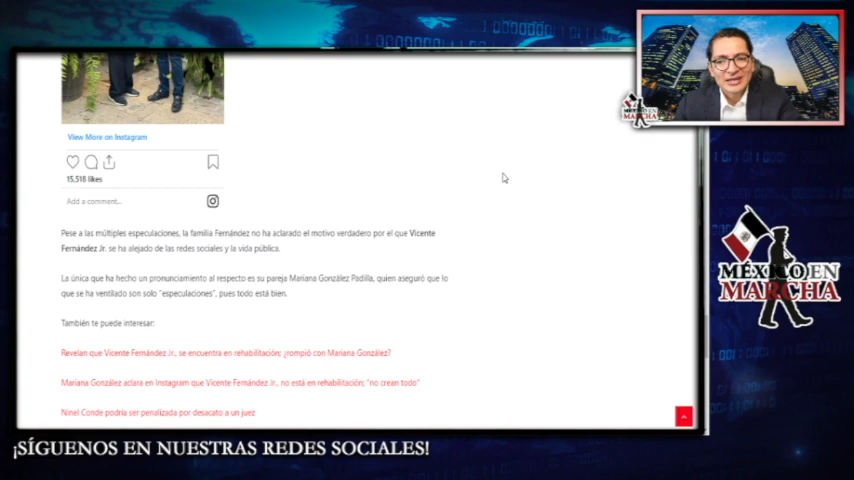 View More on Instagram
15,518 likes
Add a comment...
Pese a las múltiples especulaciones, la familia Fernández no ha aclarado el motivo verdadero por el que Vicente
Fernández Jr. se ha alejado de las redes sociales y la vida pública.
La única que ha hecho un pronunciamiento al respecto es su pareja Mariana González Padilla, quien aseguró que lo
que se ha ventilado son solo "especulaciones", pues todo está bien.
También te puede interesar:
Revelan que Vicente Fernández Jr., se encuentra en rehabilitación; ¿rompió con Mariana González?
Mariana González aclara en Instagram que Vicente Fernández Jr., no está en rehabilitación; "no crean todo"
Ninel Conde podría ser penalizada por desacato a un juez
MÉXICO EN
MARCHA
MÉXICO EN
MARCHA
¡SÍGUENOS EN NUESTRAS REDES SOCIALES!